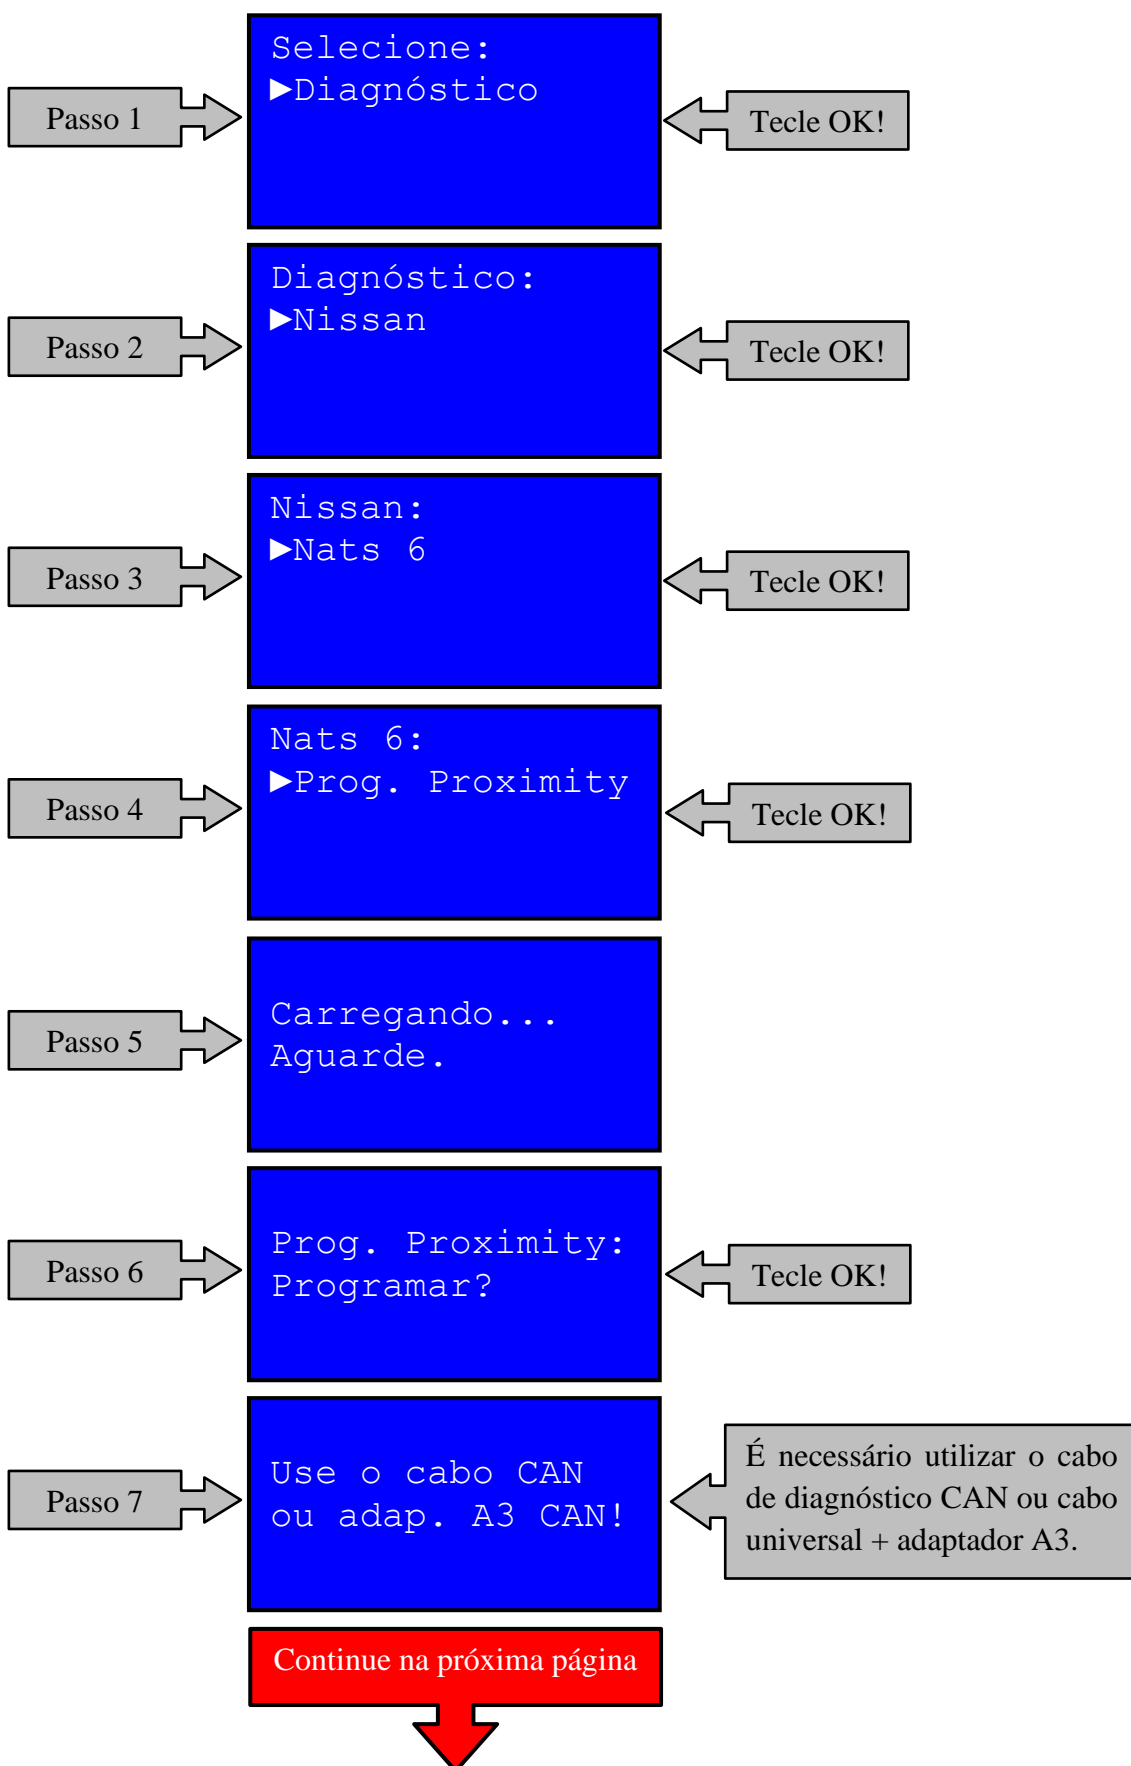 Selecione:
►Diagnóstico
Passo 1
Tecle OK!
Diagnóstico:
►Nissan
Passo 2
Tecle OK!
Nissan:
►Nats 6
Passo 3
Tecle OK!
Nats 6:
►Prog. Proximity
Passo 4
Tecle OK!
Carregando...
Aguarde.
Passo 5
Prog. Proximity:
Programar?
Passo 6
Tecle OK!
Use o cabo CAN
ou adap. A3 CAN!
Passo 7
É necessário utilizar o cabo
de diagnóstico CAN ou cabo
universal + adaptador A3.
Continue na próxima página